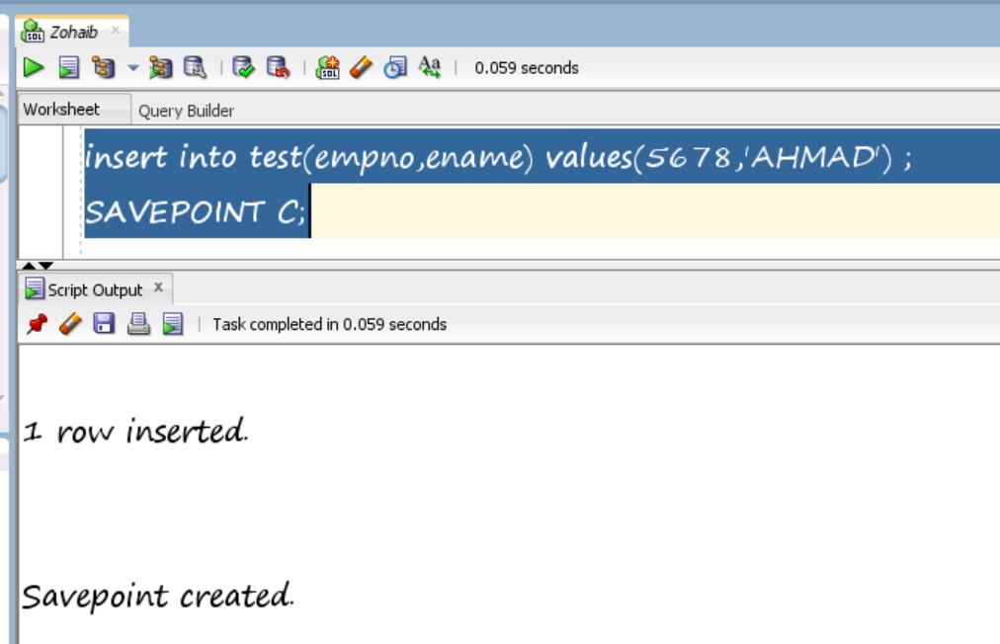 Zohaib
0.059 seconds
Worksheet Query Builder
insert into test(empno,ename) values(5678,'AHMAD') ;
SAVEPOINT C;
Script Output x
Task completed in 0.059 seconds
1 row inserted.
Savepoint created.